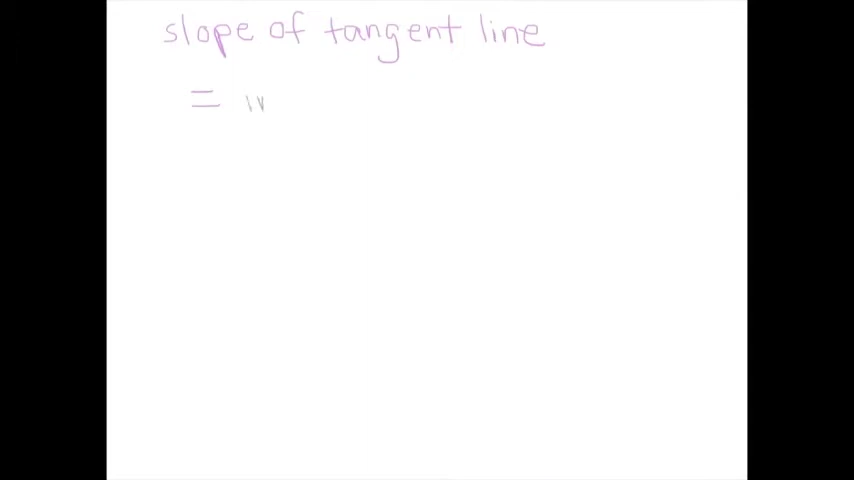 slope of tangent line
=